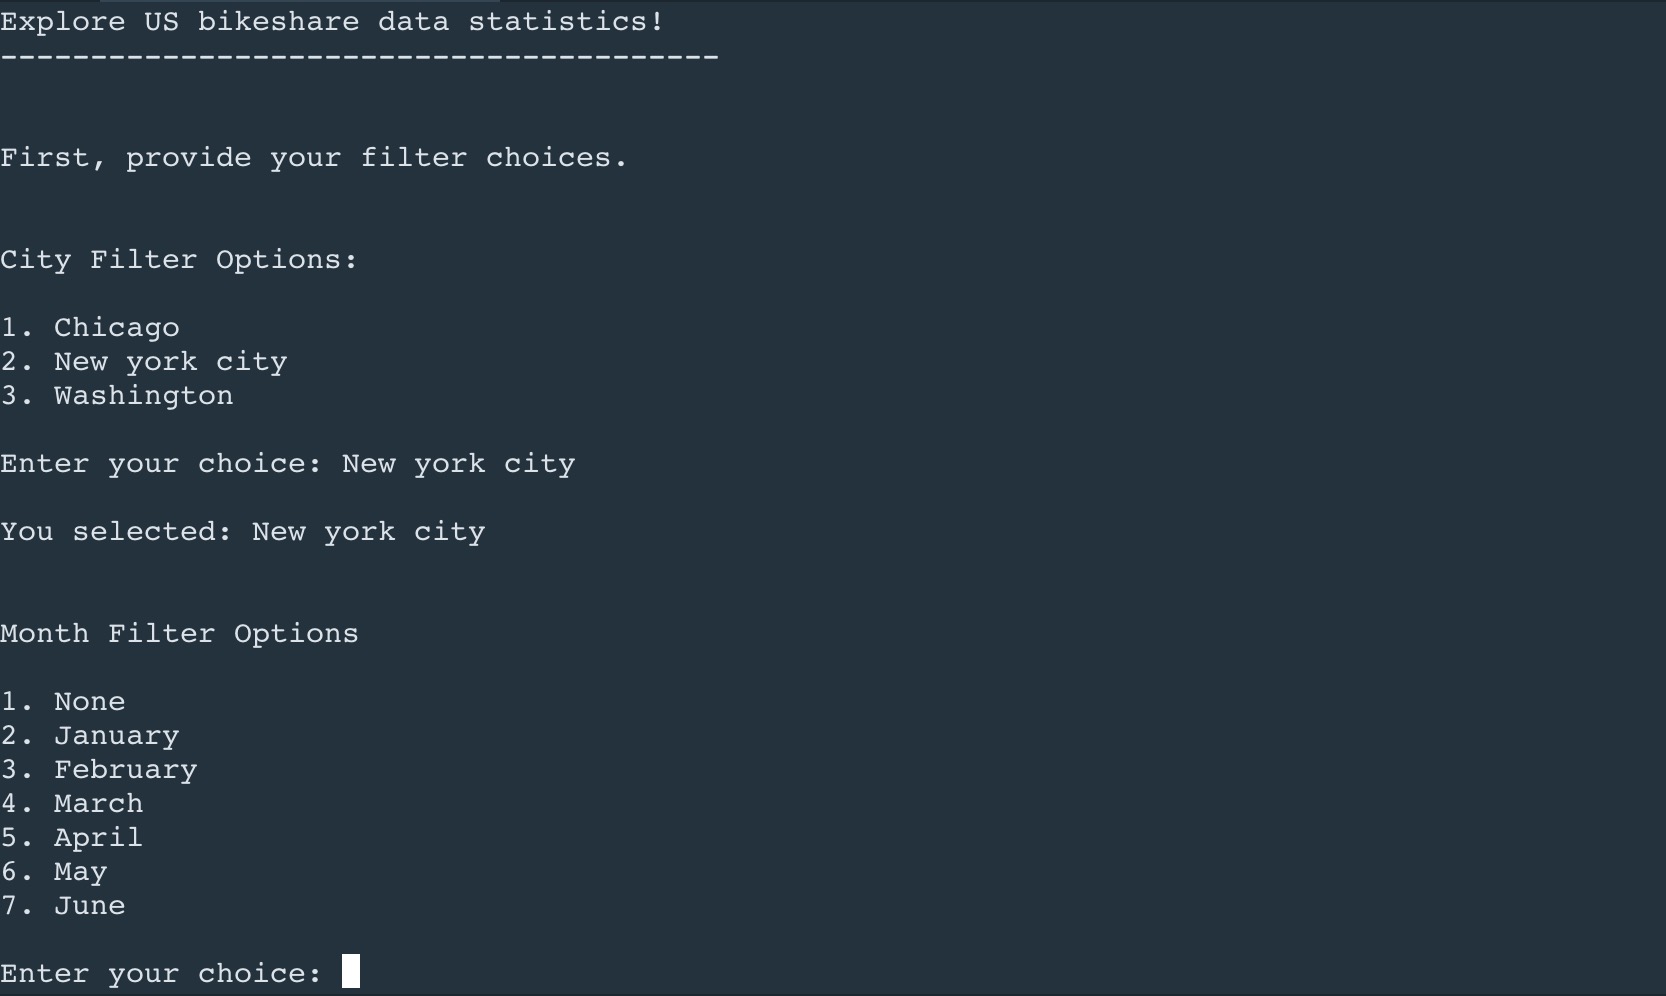 Explore US bikeshare data statistics!
----------------------------------------
First, provide your filter choices.
City Filter Options:
1. Chicago
2. New york city
3. Washington
Enter your choice: New york city
You selected: New york city
Month Filter Options
1. None
2. January
3. February
4. March
5. April
6. May
7. June
Enter your choice: